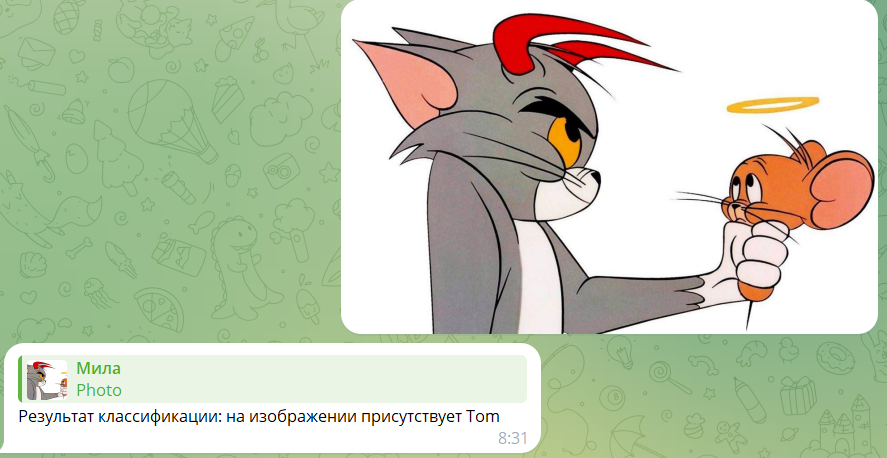 Мила
Photo
Результат классификации: на изображении присутствует Tom
8:31